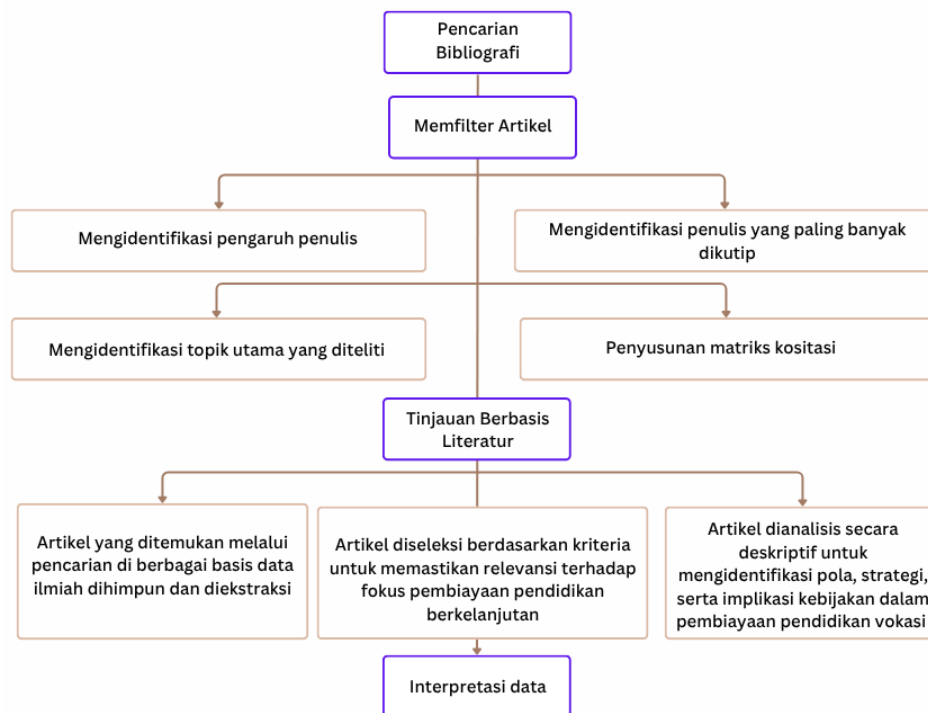 Pencarian
Bibliografi
Memfilter Artikel
Mengidentifikasi pengaruh penulis
Mengidentifikasi penulis yang paling banyak
dikutip
Mengidentifikasi topik utama yang diteliti
Penyusunan matriks kositasi
Tinjauan Berbasis
Literatur
Artikel yang ditemukan melalui
pencarian di berbagai basis data
ilmiah dihimpun dan diekstraksi
Artikel diseleksi berdasarkan kriteria
untuk memastikan relevansi terhadap
fokus pembiayaan pendidikan
berkelanjutan
Artikel dianalisis secara
deskriptif untuk
mengidentifikasi pola, strategi,
serta implikasi kebijakan dalam
pembiayaan pendidikan vokasi
Interpretasi data